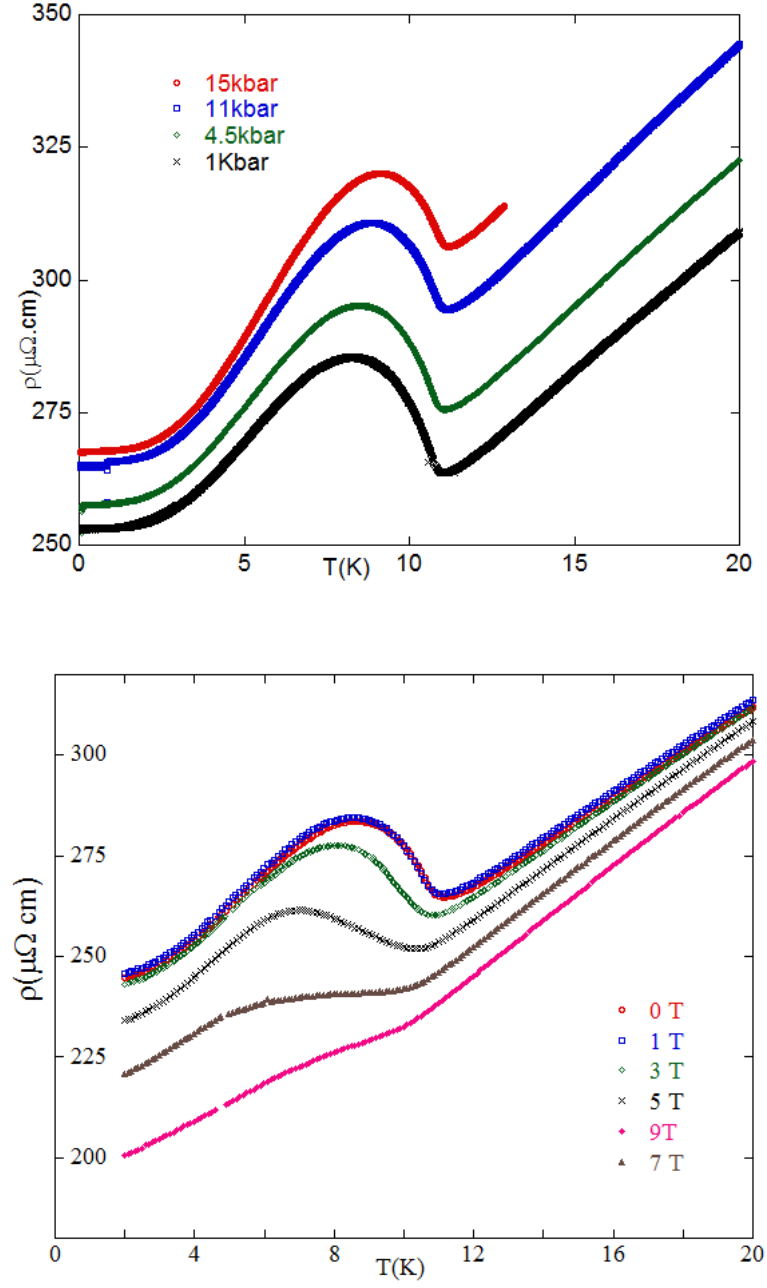 350
325
300
275
250
ρ(μΩ.cm)
15kbar
11kbar
4.5kbar
1Kbar
0 5 10 15 20
T(K)
300
275
250
225
200
ρ(μΩ cm)
0 T
1 T
3 T
5 T
9T
7 T
0 4 8 12 16 20
T(K)